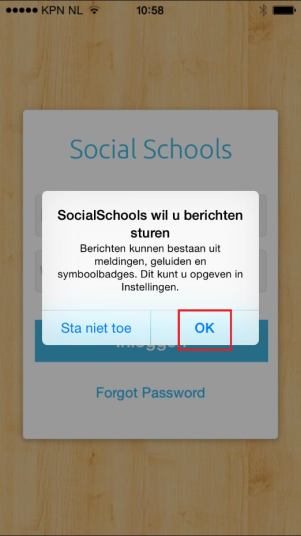 KPN NL 10:58
Social Schools
SocialSchools wil u berichten
sturen
Berichten kunnen bestaan uit
meldingen, geluiden en
symboolbadges. Dit kunt u opgeven in
Instellingen.
Sta niet toe OK
Inloggen
Forgot Password